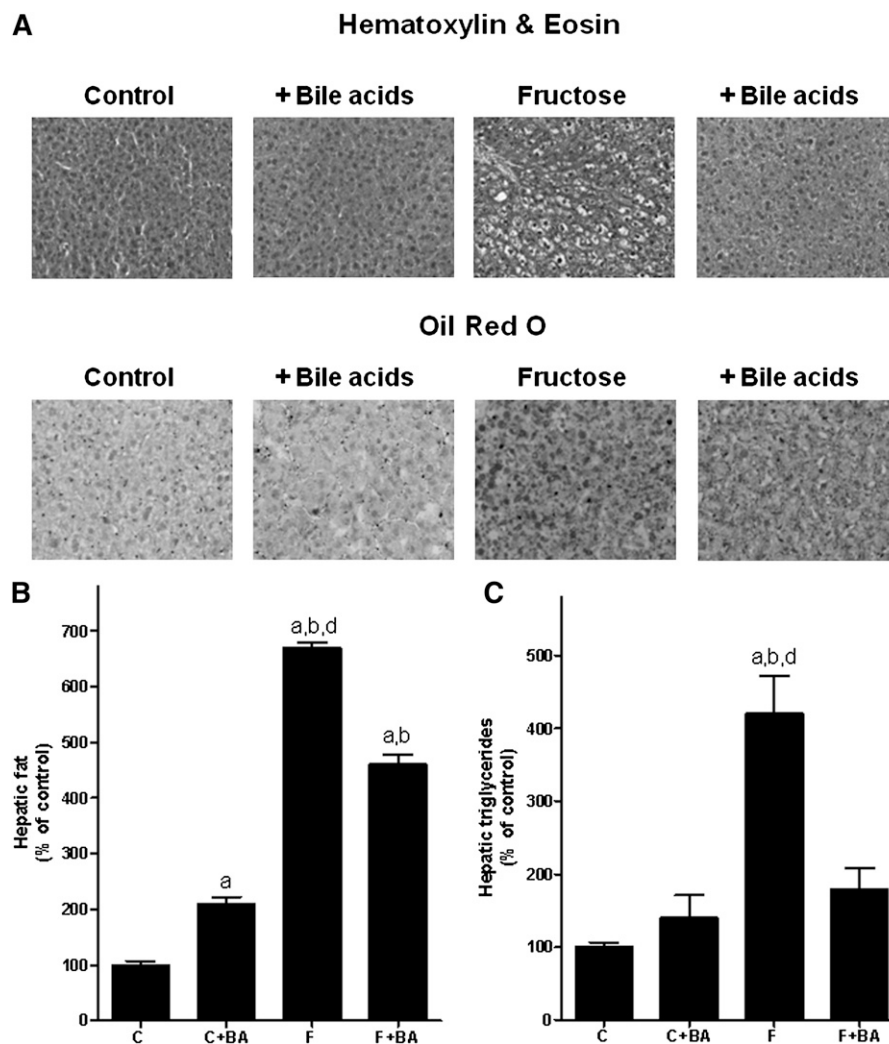 A
Hematoxylin & Eosin
Control
+ Bile acids
Fructose
+ Bile acids
Oil Red O
Control
+ Bile acids
Fructose
+ Bile acids
B
Hepatic fat
(% of control)
700
600
500
400
300
200
100
0
a
a,b,d
a,b
C
C+BA
F
F+BA
C
Hepatic triglycerides
(% of control)
500
400
300
200
100
0
a,b,d
C
C+BA
F
F+BA